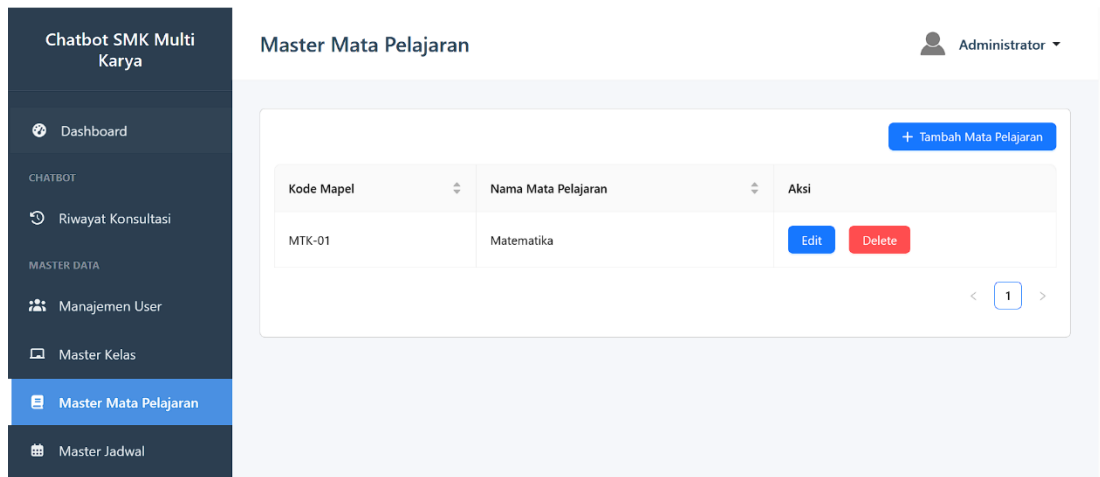 Chatbot SMK Multi
Karya
Master Mata Pelajaran
Administrator
Dashboard
CHATBOT
Riwayat Konsultasi
MASTER DATA
Manajemen User
Master Kelas
Master Mata Pelajaran
Master Jadwal
+ Tambah Mata Pelajaran
Kode Mapel Nama Mata Pelajaran Aksi
MTK-01 Matematika Edit Delete
< 1 >